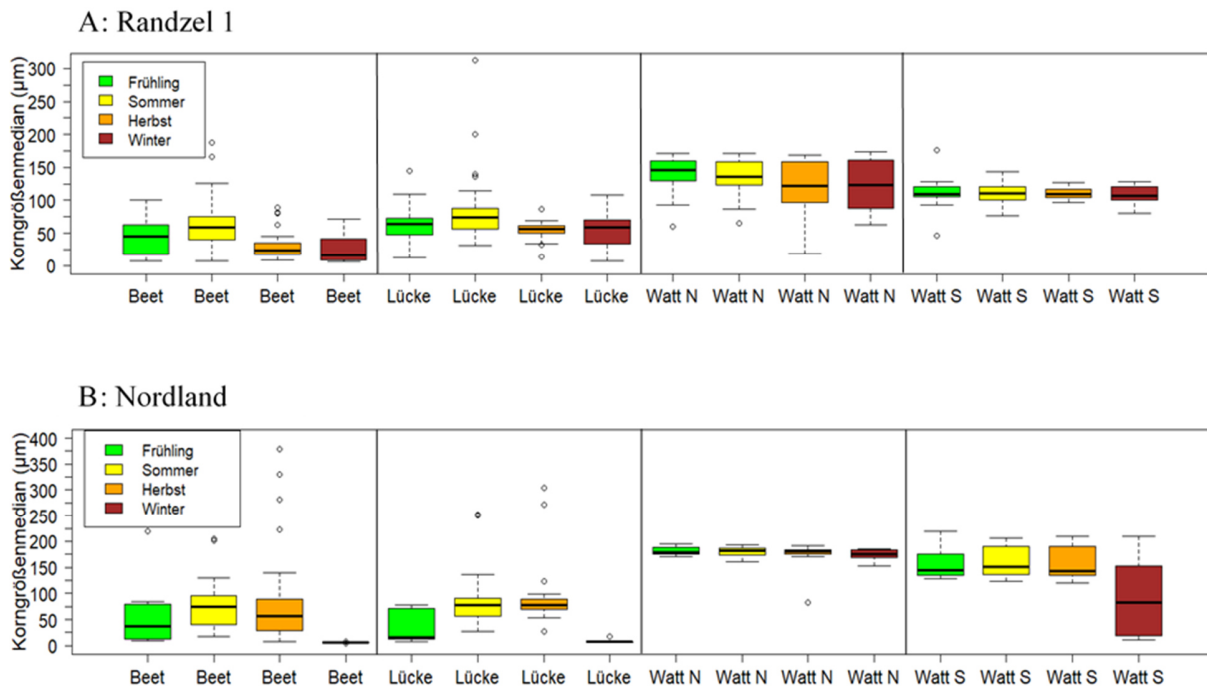 A: Randzel 1
Korngrößenmedian (µm)
300
250
200
150
100
50
0
Frühling
Sommer
Herbst
Winter
Beet Beet Beet Beet Lücke Lücke Lücke Lücke Watt N Watt N Watt N Watt N Watt S Watt S Watt S Watt S
B: Nordland
Korngrößenmedian (µm)
400
350
300
250
200
150
100
50
0
Frühling
Sommer
Herbst
Winter
Beet Beet Beet Beet Lücke Lücke Lücke Lücke Watt N Watt N Watt N Watt N Watt S Watt S Watt S Watt S